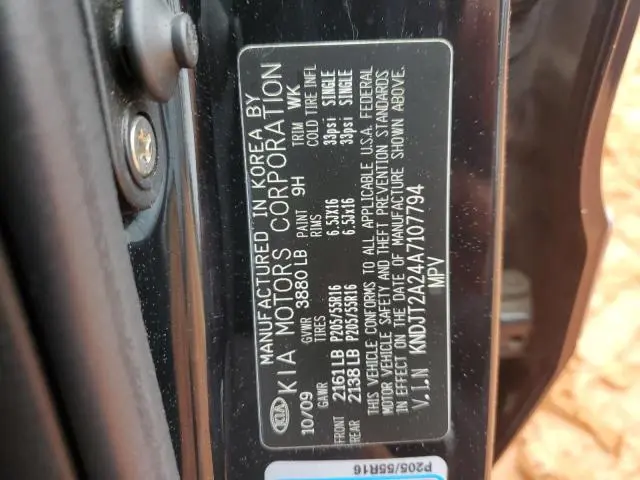 MANUFACTURED IN KOREA BY
KIA KIA MOTORS CORPORATION
10/09 GVWR 3880 LB PAINT 9H TRIM WK
GAWR TIRES RIMS COLD TIRE INFL
FRONT 2161 LB P205/55R16 6.5JX16 33psi SINGLE
REAR 2138 LB P205/55R16 6.5Jx16 33psi SINGLE
THIS VEHICLE CONFORMS TO ALL APPLICABLE U.S.A. FEDERAL
MOTOR VEHICLE SAFETY AND THEFT PREVENTION STANDARDS
IN EFFECT ON THE DATE OF MANUFACTURE SHOWN ABOVE.
V.I.N KNDJT2A24A7107794
MPV
P205/55R16